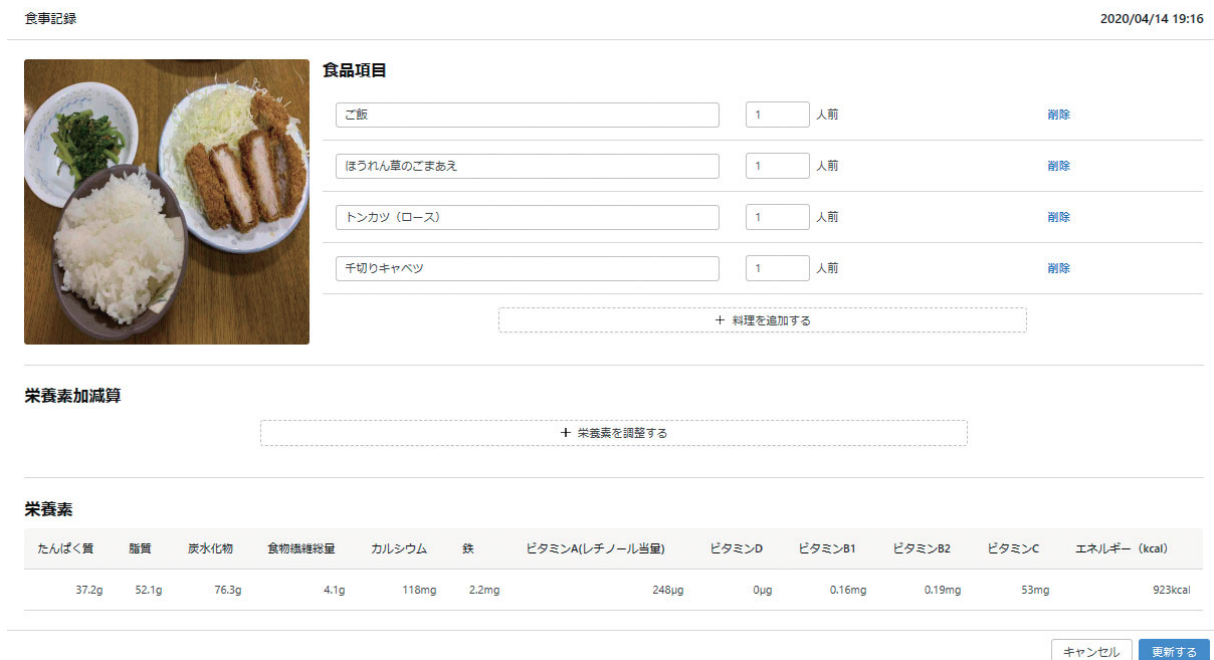 食事記録 2020/04/14 19:16
食品項目
ご飯 1 人前 削除
ほうれん草のごまあえ 1 人前 削除
トンカツ（ロース） 1 人前 削除
千切りキャベツ 1 人前 削除
＋ 料理を追加する
栄養素加減算
＋ 栄養素を調整する
栄養素
たんぱく質 脂質 炭水化物 食物繊維総量 カルシウム 鉄 ビタミンA(レチノール当量) ビタミンD ビタミンB1 ビタミンB2 ビタミンC エネルギー（kcal）
37.2g 52.1g 76.3g 4.1g 118mg 2.2mg 248μg 0μg 0.16mg 0.19mg 53mg 923kcal
キャンセル 更新する